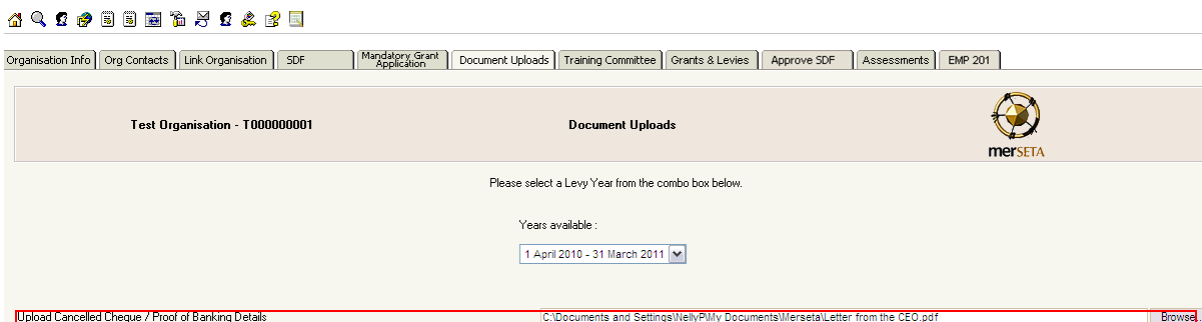 Organisation Info Org Contacts Link Organisation SDF Mandatory Grant Application Document Uploads Training Committee Grants & Levies Approve SDF Assessments EMP 201
Test Organisation - T000000001 Document Uploads
merSETA
Please select a Levy Year from the combo box below.
Years available :
1 April 2010 - 31 March 2011
Upload Cancelled Cheque / Proof of Banking Details C:\Documents and Settings\NellyP\My Documents\Merseta\Letter from the CEO.pdf Browse...